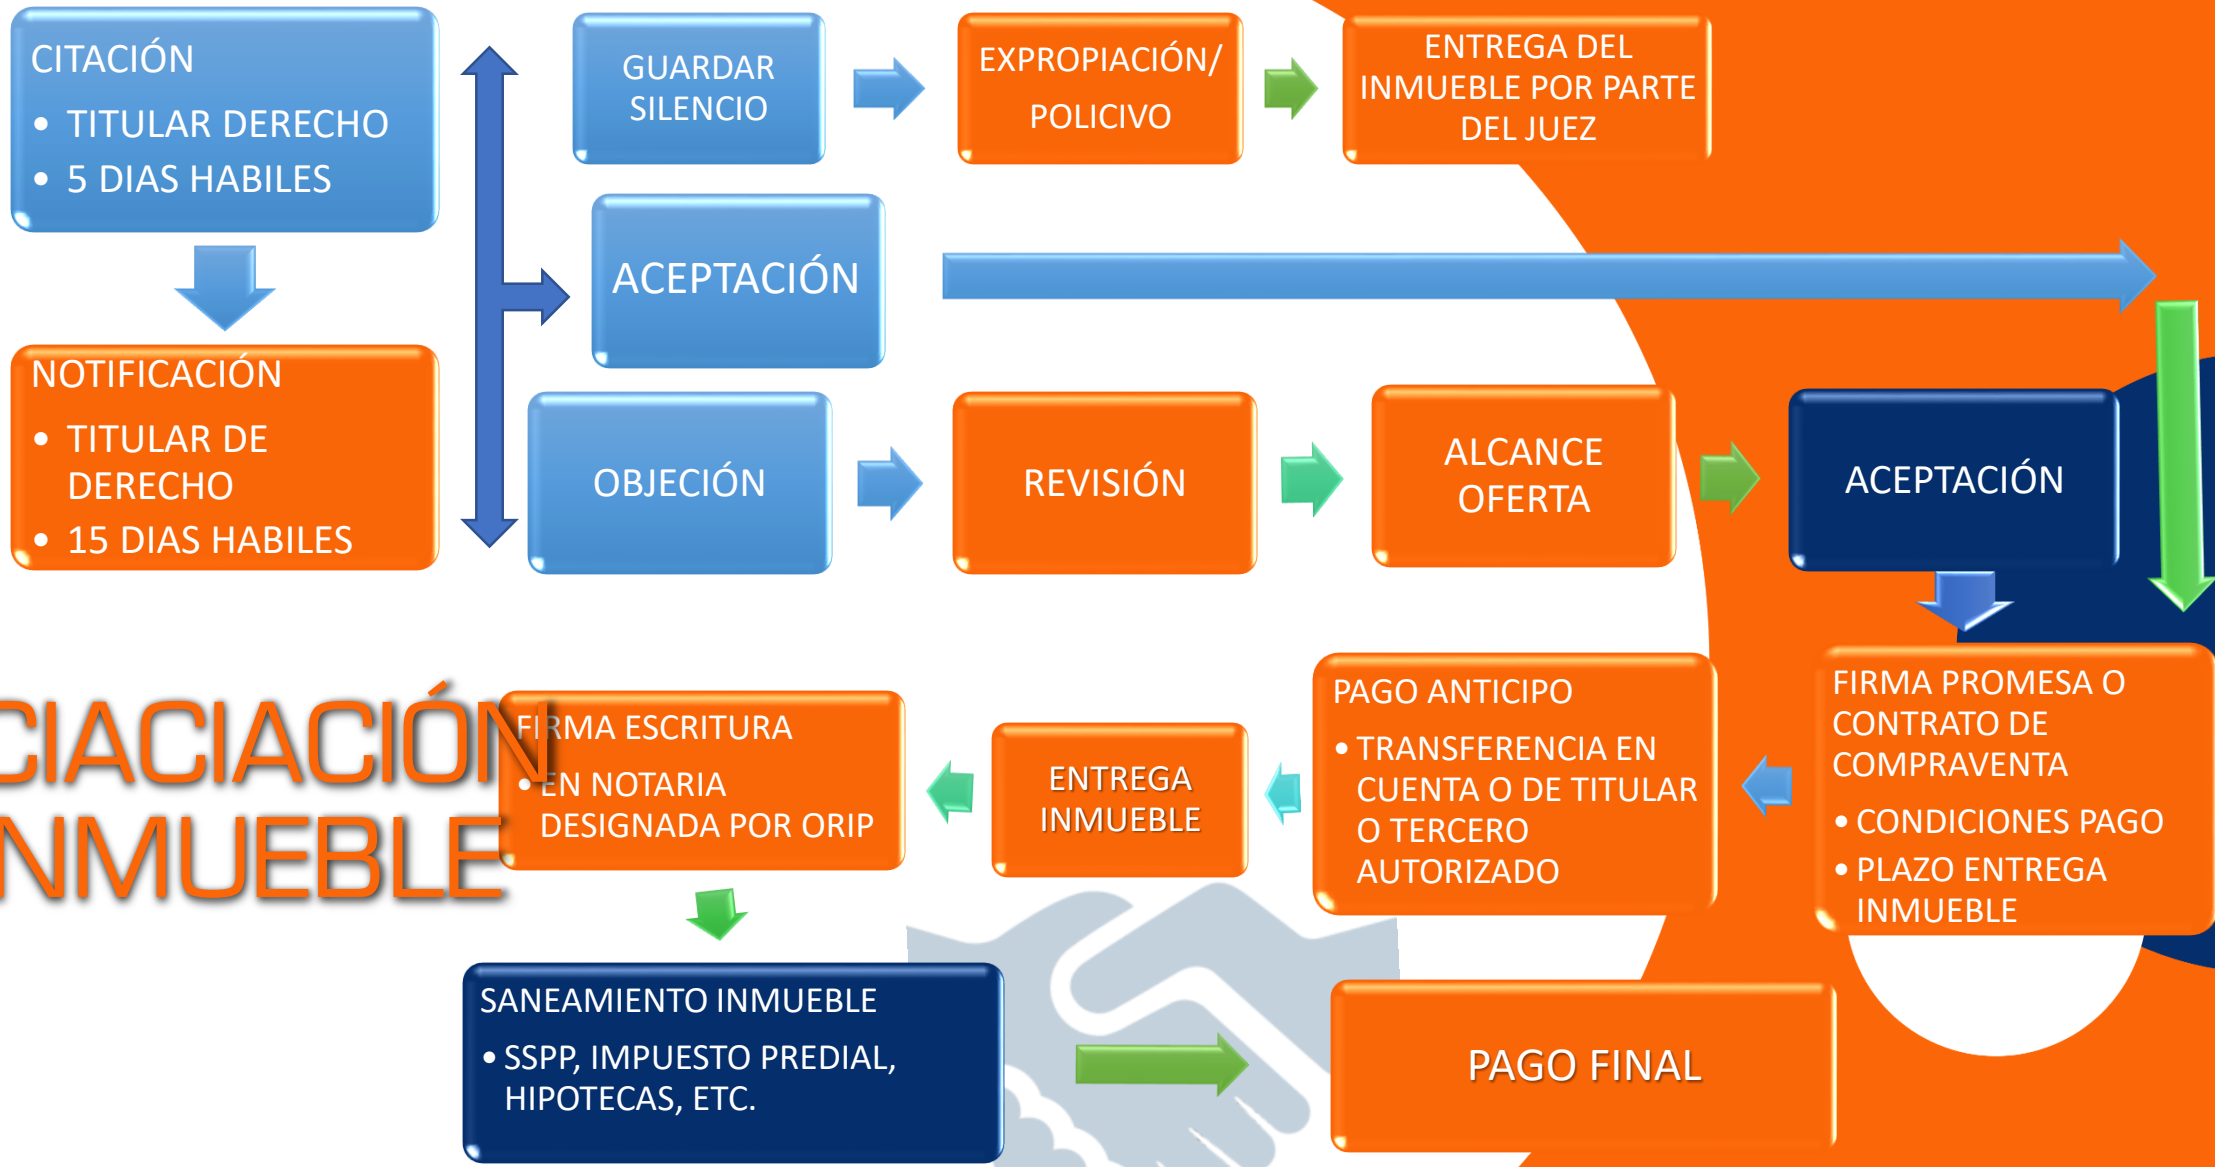 CITACIÓN
• TITULAR DERECHO
• 5 DIAS HABILES
NOTIFICACIÓN
• TITULAR DE
DERECHO
• 15 DIAS HABILES
GUARDAR
SILENCIO
EXPROPIACIÓN/
POLICIVO
ENTREGA DEL
INMUEBLE POR PARTE
DEL JUEZ
ACEPTACIÓN
OBJECIÓN
REVISIÓN
ALCANCE
OFERTA
ACEPTACIÓN
FIRMA PROMESA O
CONTRATO DE
COMPRAVENTA
• CONDICIONES PAGO
• PLAZO ENTREGA
INMUEBLE
PAGO ANTICIPO
• TRANSFERENCIA EN
CUENTA O DE TITULAR
O TERCERO
AUTORIZADO
ENTREGA
INMUEBLE
FIRMA ESCRITURA
• EN NOTARIA
DESIGNADA POR ORIP
CIACIACIÓN
NMUEBLE
SANEAMIENTO INMUEBLE
• SSPP, IMPUESTO PREDIAL,
HIPOTECAS, ETC.
PAGO FINAL